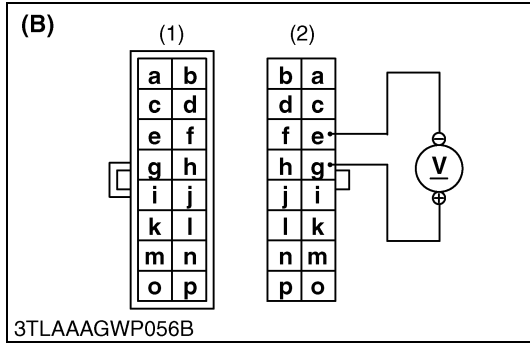 (B)
(1) (2)
a b b a
c d d c
e f f e
g h h g
i j j i
k l l k
m n n m
o p p o
⊖
V
⊕
3TLAAAGWP056B